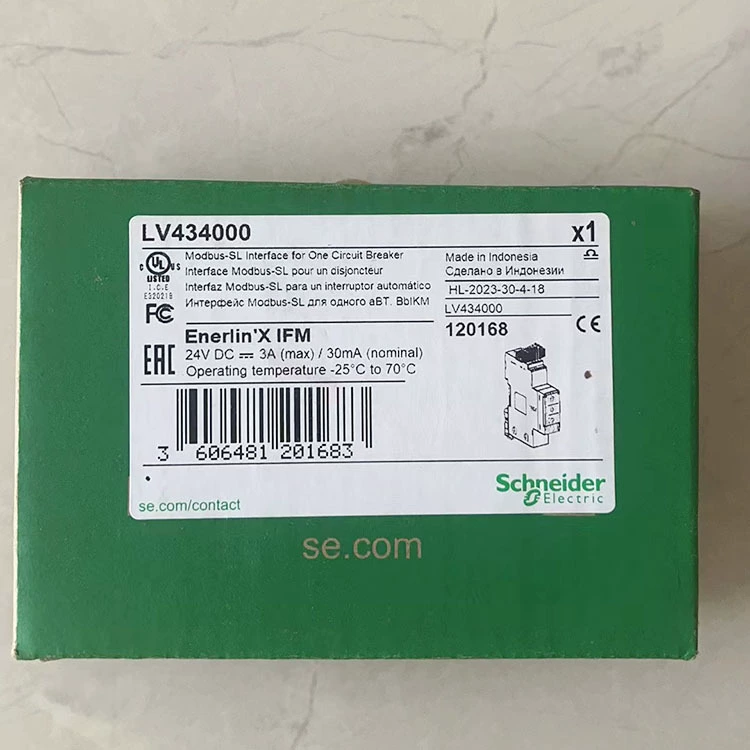 LV434000
x1
Modbus-SL Interface for One Circuit Breaker
Interface Modbus-SL pour un disjoncteur
Interfaz Modbus-SL para un interruptor automático
Интерфейс Modbus-SL для одного аВТ. ВЫКМ
C UL US
LISTED
I.C.E
E320219
FC
Made in Indonesia
Сделано в Индонезии
HL-2023-30-4-18
LV434000
120168
CE
EAC
Enerlin'X IFM
24V DC ⎓ 3A (max) / 30mA (nominal)
Operating temperature -25°C to 70°C
3 606481 201683
se.com/contact
Schneider
Electric
se.com